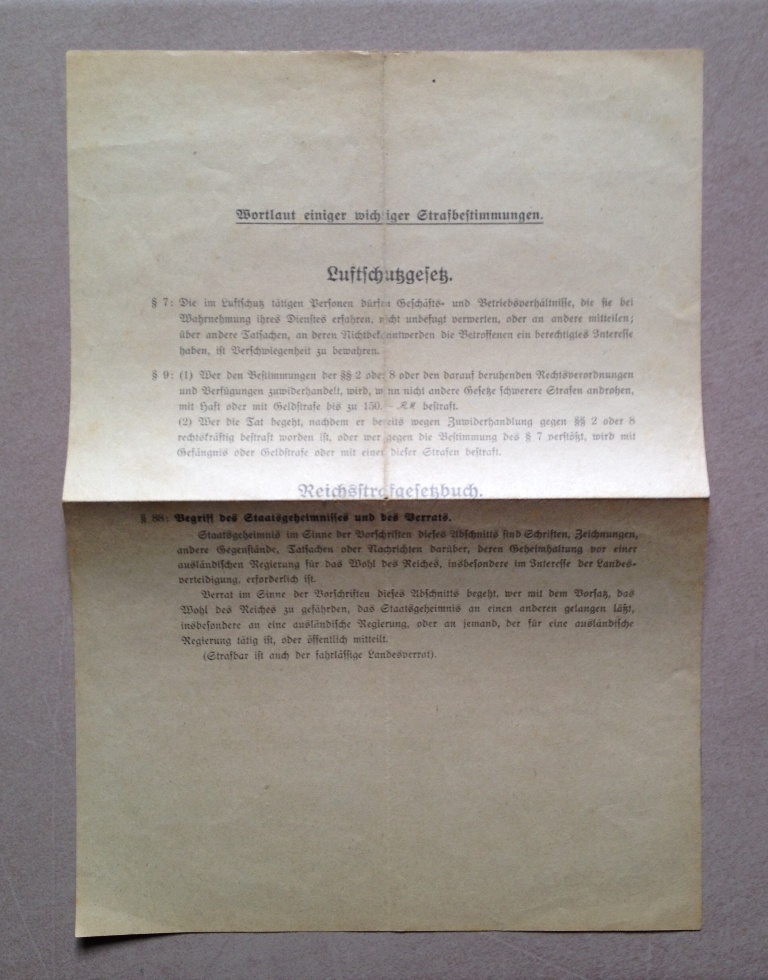 Wortlaut einiger wichtiger Strafbestimmungen.
Luftschutzgesetz.
§ 7: Die im Luftschutz tätigen Personen dürfen Geschäfts- und Betriebsverhältnisse, die sie bei
Wahrnehmung ihres Dienstes erfahren, nicht unbefugt verwerten, oder an andere mitteilen;
über andere Tatsachen, an deren Nichtbekanntwerden die Betroffenen ein berechtigtes Interesse
haben, ist Verschwiegenheit zu bewahren.
§ 9: (1) Wer den Bestimmungen der §§ 2 oder 8 oder den darauf beruhenden Rechtsverordnungen
und Verfügungen zuwiderhandelt, wird, wenn nicht andere Gesetze schwerere Strafen androhen,
mit Haft oder mit Geldstrafe bis zu 150.— RM bestraft.
(2) Wer die Tat begeht, nachdem er bereits wegen Zuwiderhandlung gegen §§ 2 oder 8
rechtskräftig bestraft worden ist, oder wer gegen die Bestimmung des § 7 verstößt, wird mit
Gefängnis oder Geldstrafe oder mit einer dieser Strafen bestraft.
Reichsstrafgesetzbuch.
§ 88: Begriff des Staatsgeheimnisses und des Verrats.
Staatsgeheimnis im Sinne der Vorschriften dieses Abschnitts sind Schriften, Zeichnungen,
andere Gegenstände, Tatsachen oder Nachrichten darüber, deren Geheimhaltung vor einer
ausländischen Regierung für das Wohl des Reiches, insbesondere im Interesse der Landes-
verteidigung, erforderlich ist.
Verrat im Sinne der Vorschriften dieses Abschnitts begeht, wer mit dem Vorsatz, das
Wohl des Reiches zu gefährden, das Staatsgeheimnis an einen anderen gelangen läßt,
insbesondere an eine ausländische Regierung, oder an jemand, der für eine ausländische
Regierung tätig ist, oder öffentlich mitteilt.
(Strafbar ist auch der fahrlässige Landesverrat).